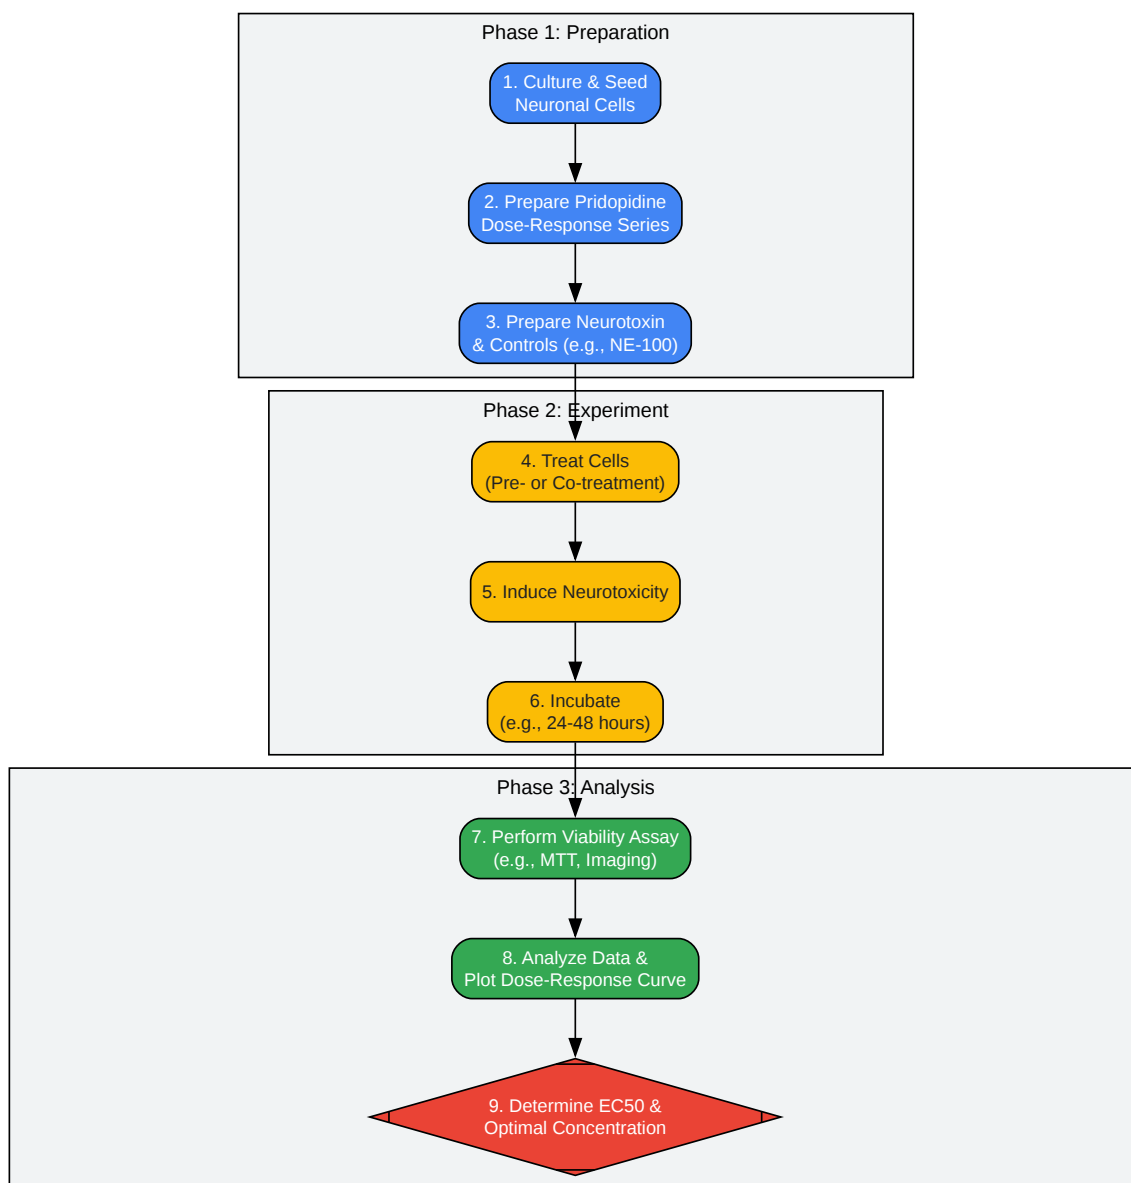 Phase 1: Preparation
1. Culture & Seed
Neuronal Cells
2. Prepare Pridopidine
Dose-Response Series
3. Prepare Neurotoxin
& Controls (e.g., NE-100)
Phase 2: Experiment
4. Treat Cells
(Pre- or Co-treatment)
5. Induce Neurotoxicity
6. Incubate
(e.g., 24-48 hours)
Phase 3: Analysis
7. Perform Viability Assay
(e.g., MTT, Imaging)
8. Analyze Data &
Plot Dose-Response Curve
9. Determine EC50 &
Optimal Concentration